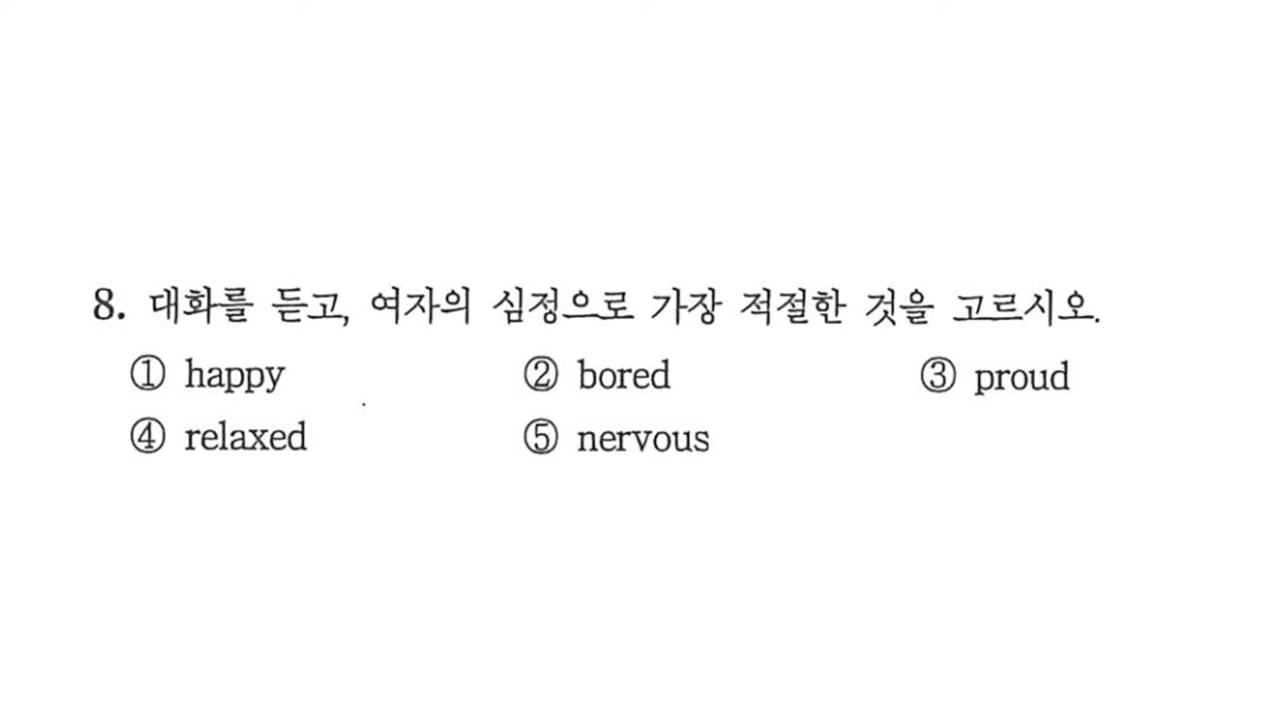 8. 대화를 듣고, 여자의 심정으로 가장 적절한 것을 고르시오.
① happy ② bored ③ proud
④ relaxed ⑤ nervous